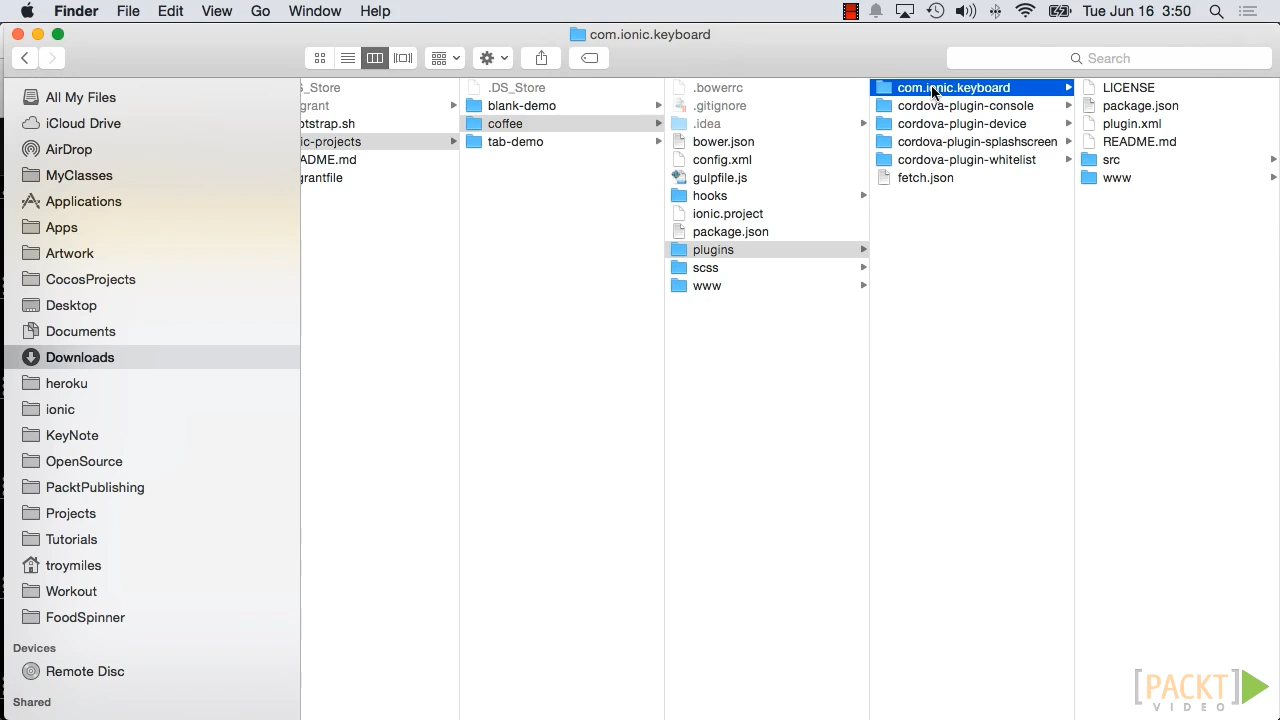 Finder File Edit View Go Window Help Tue Jun 16 3:50
com.ionic.keyboard
Search
All My Files
iCloud Drive
AirDrop
MyClasses
Applications
Apps
Artwork
CocosProjects
Desktop
Documents
Downloads
heroku
ionic
KeyNote
OpenSource
PacktPublishing
Projects
Tutorials
troymiles
Workout
FoodSpinner
Devices
Remote Disc
Shared
_Store
grant
otstrap.sh
ic-projects
ADME.md
grantfile
.DS_Store
blank-demo
coffee
tab-demo
.bowerrc
.gitignore
.idea
bower.json
config.xml
gulpfile.js
hooks
ionic.project
package.json
plugins
scss
www
com.ionic.keyboard
cordova-plugin-console
cordova-plugin-device
cordova-plugin-splashscreen
cordova-plugin-whitelist
fetch.json
LICENSE
package.json
plugin.xml
README.md
src
www
[PACKT]
VIDEO